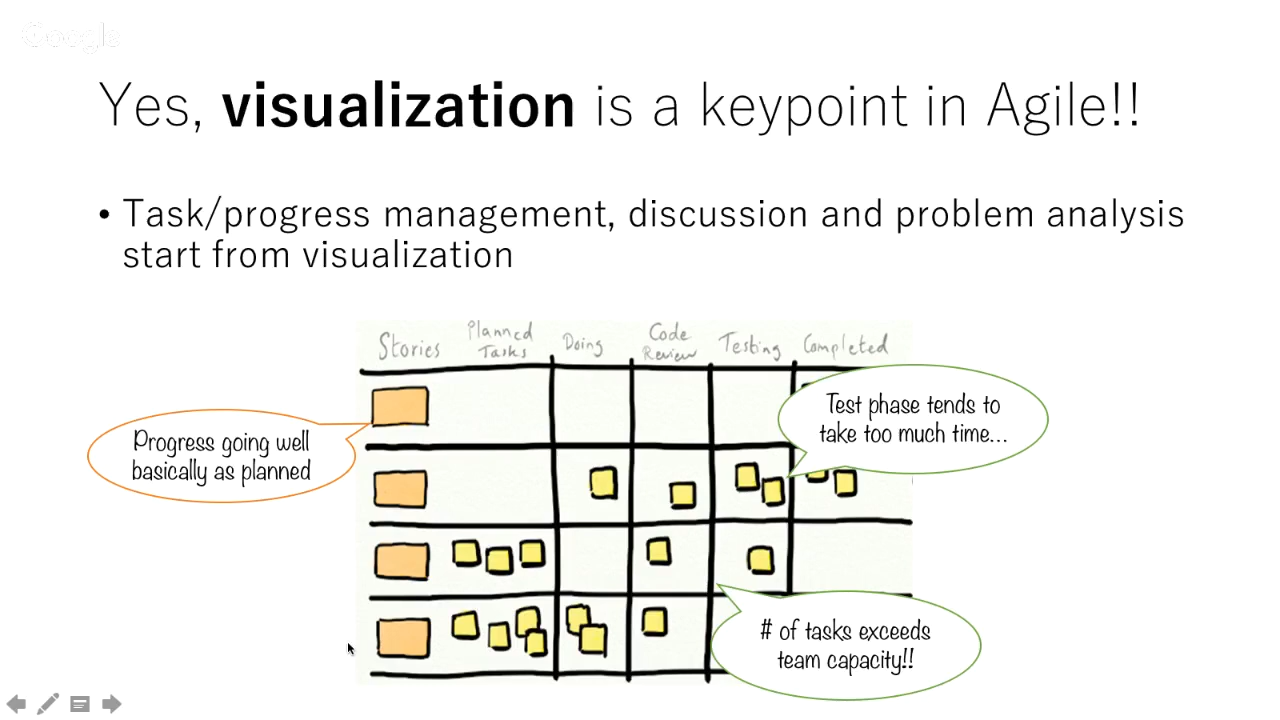 Google
Yes, visualization is a keypoint in Agile!!
• Task/progress management, discussion and problem analysis
start from visualization
Stories
Planned
Tasks
Doing
Code
Review
Testing
Completed
Progress going well
basically as planned
Test phase tends to
take too much time...
# of tasks exceeds
team capacity!!